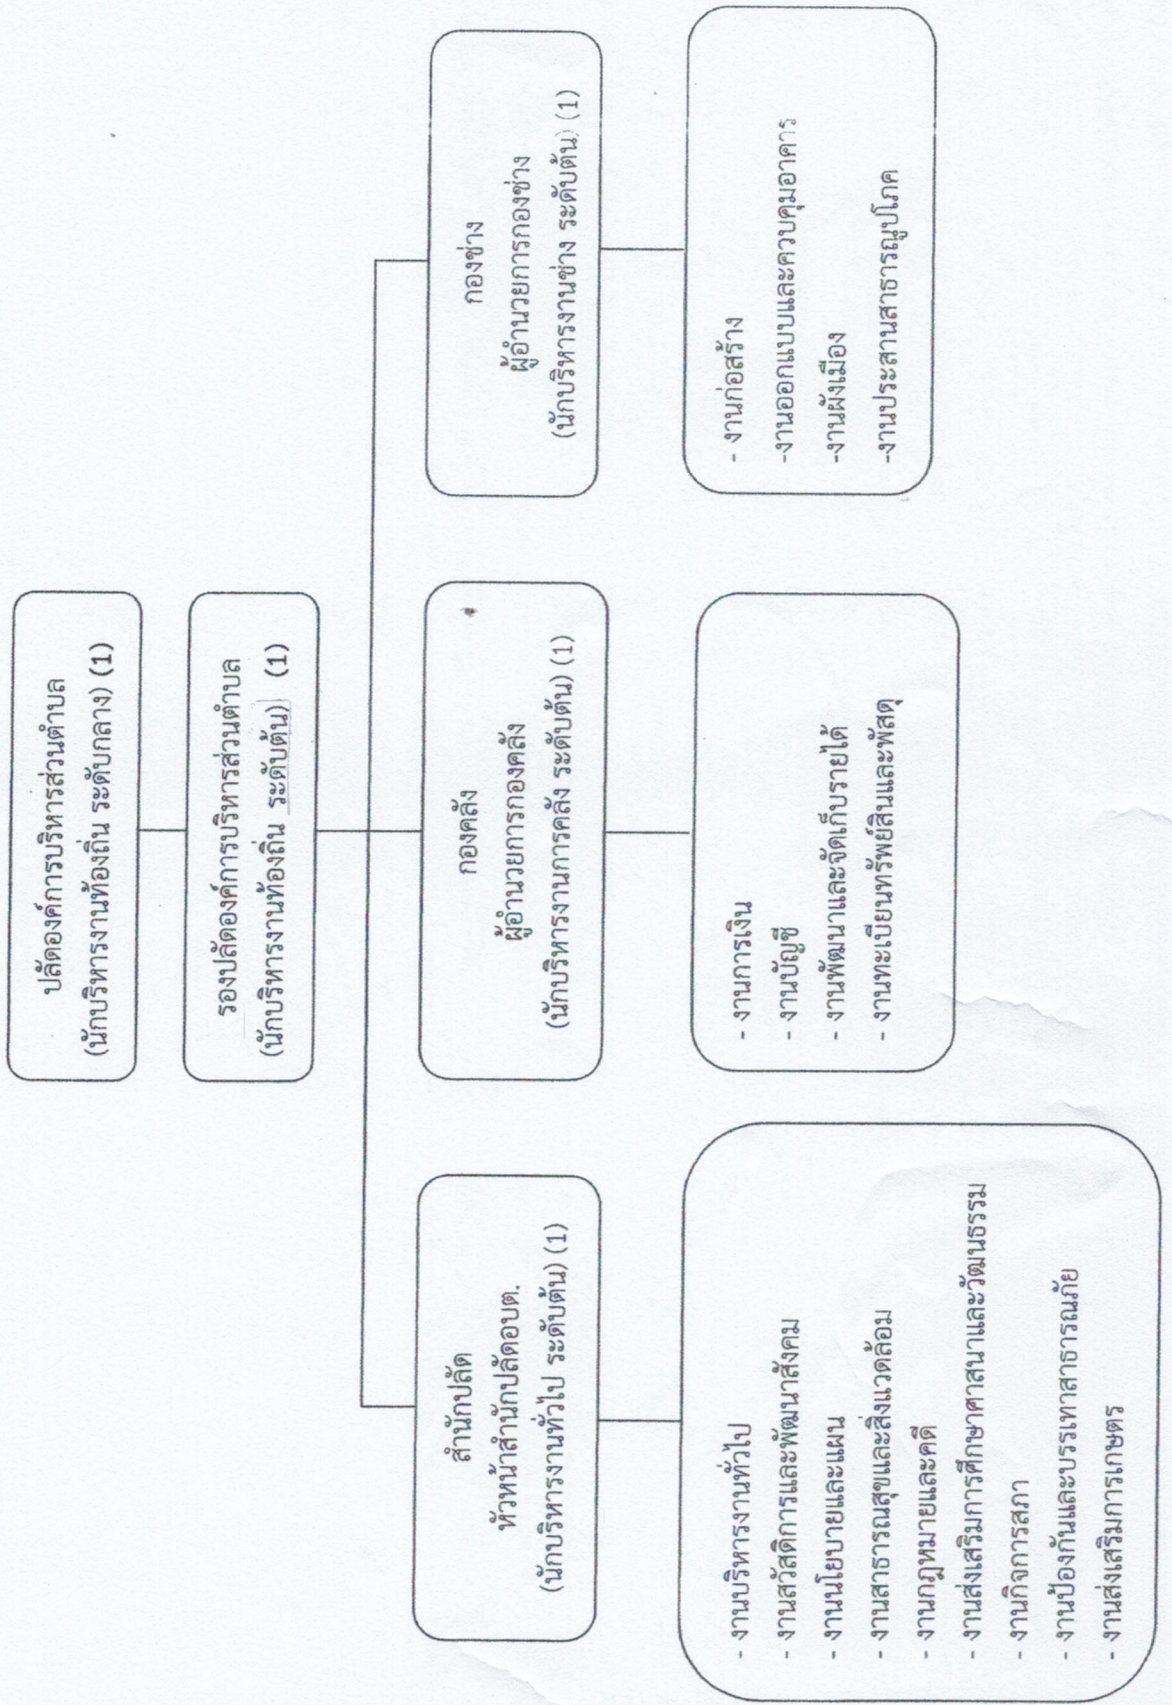 ปลัดองค์การบริหารส่วนตำบล
(นักบริหารงานท้องถิ่น ระดับกลาง) (1)
รองปลัดองค์การบริหารส่วนตำบล
(นักบริหารงานท้องถิ่น ระดับต้น) (1)
สำนักปลัด
หัวหน้าสำนักปลัดอบต.
(นักบริหารงานทั่วไป ระดับต้น) (1)
กองคลัง
ผู้อำนวยการกองคลัง
(นักบริหารงานการคลัง ระดับต้น) (1)
กองช่าง
ผู้อำนวยการกองช่าง
(นักบริหารงานช่าง ระดับต้น) (1)
- งานบริหารงานทั่วไป
- งานสวัสดิการและพัฒนาสังคม
- งานนโยบายและแผน
- งานสาธารณสุขและสิ่งแวดล้อม
- งานกฎหมายและคดี
- งานส่งเสริมการศึกษาศาสนาและวัฒนธรรม
- งานกิจการสภา
- งานป้องกันและบรรเทาสาธารณภัย
- งานส่งเสริมการเกษตร
- งานการเงิน
- งานบัญชี
- งานพัฒนาและจัดเก็บรายได้
- งานทะเบียนทรัพย์สินและพัสดุ
- งานก่อสร้าง
-งานออกแบบและควบคุมอาคาร
-งานผังเมือง
-งานประสานสาธารณูปโภค